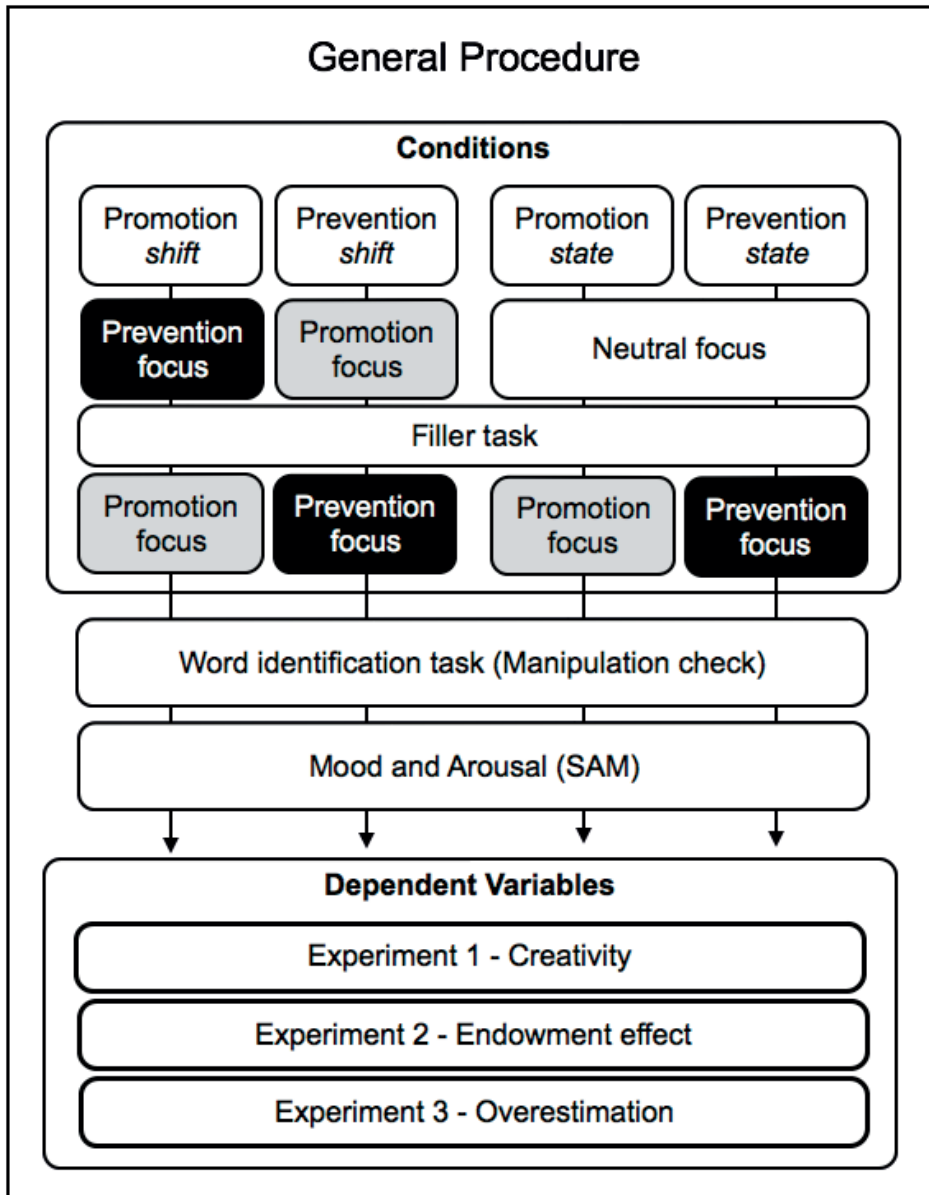 General Procedure
Conditions
Promotion
shift
Prevention
shift
Promotion
state
Prevention
state
Prevention
focus
Promotion
focus
Neutral focus
Filler task
Promotion
focus
Prevention
focus
Promotion
focus
Prevention
focus
Word identification task (Manipulation check)
Mood and Arousal (SAM)
Dependent Variables
Experiment 1 - Creativity
Experiment 2 - Endowment effect
Experiment 3 - Overestimation